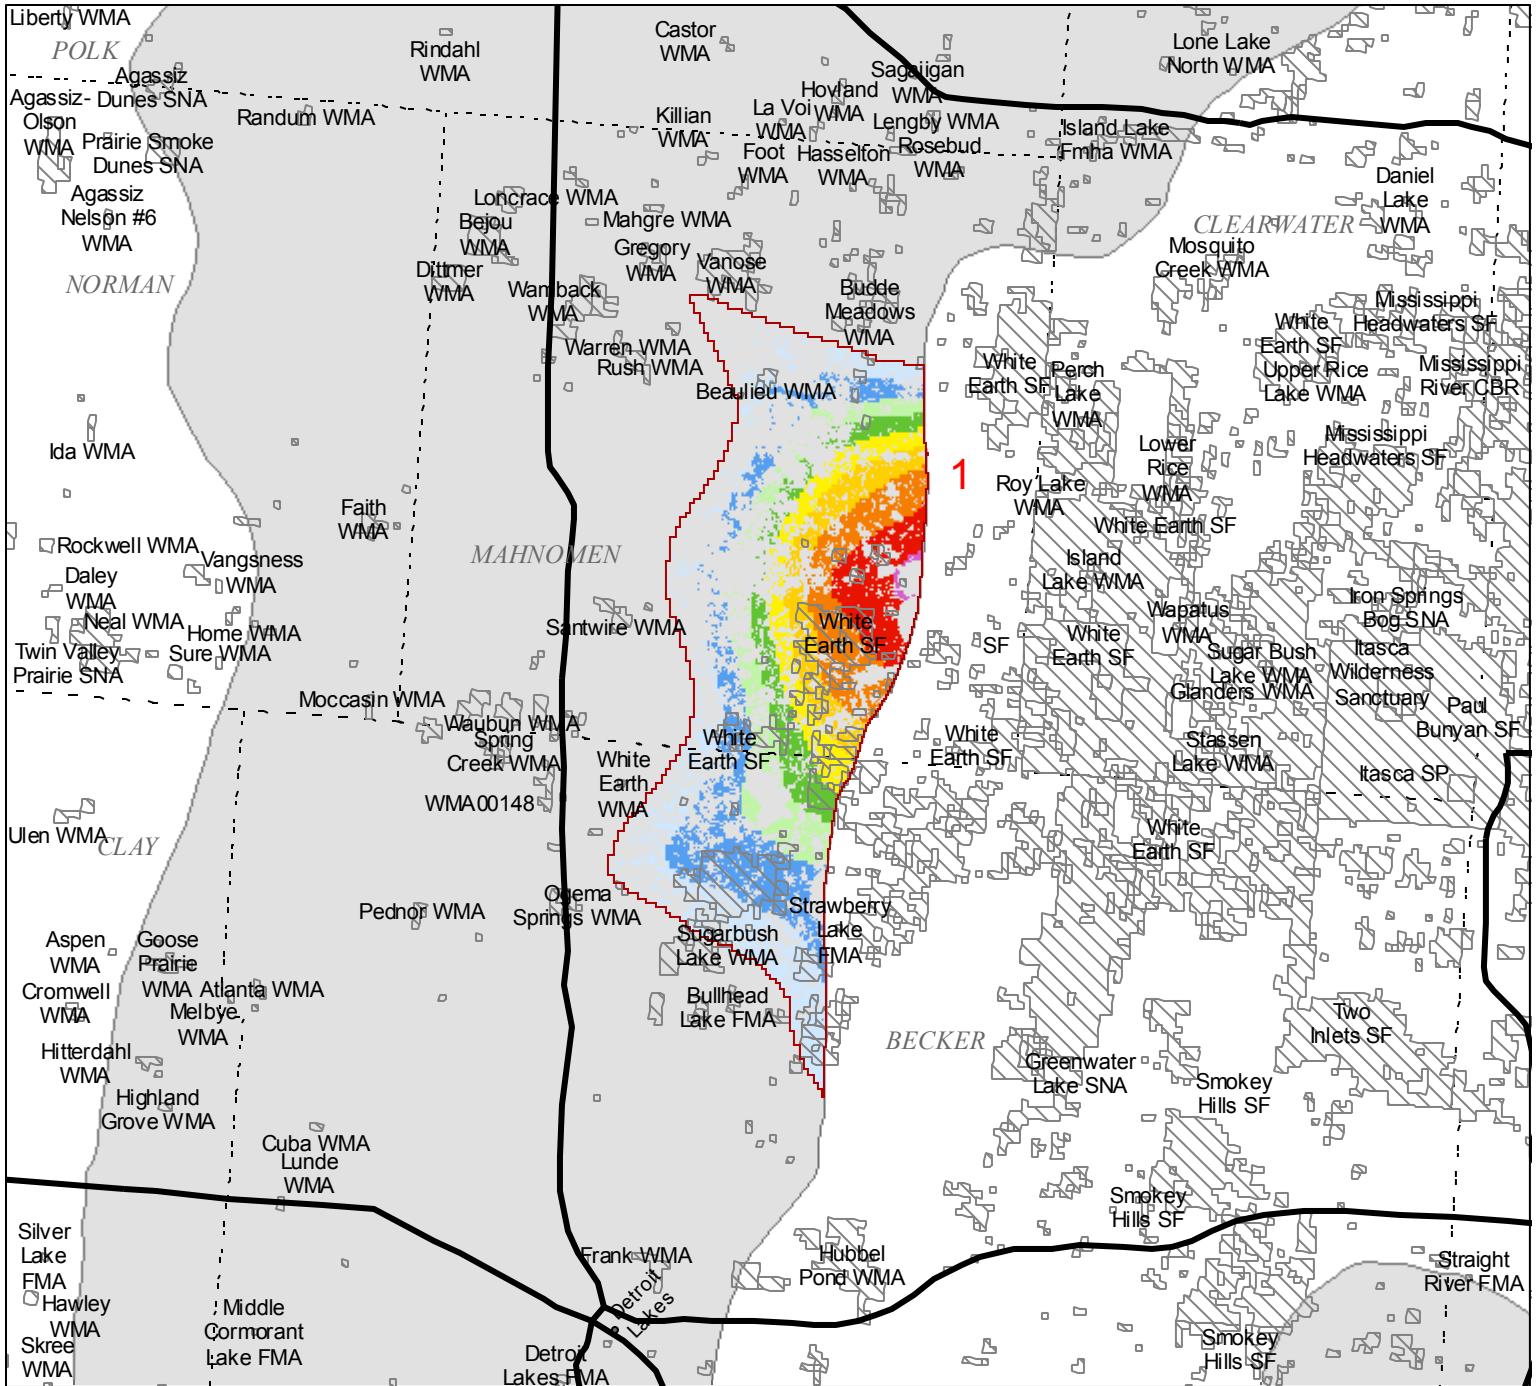 Liberty WMA
POLK
Rindahl
WMA
Castor
WMA
Lone Lake
North WMA
Agassiz
Dunes SNA
Sagaiigan
WMA
Hovland
WMA
Agassiz-
Olson
WMA
Randum WMA
Killian
WMA
La Voi
WMA
Lengby WMA
Rosebud
WMA
Island Lake
Fmha WMA
Prairie Smoke
Dunes SNA
Foot
WMA
Hasselton
WMA
Agassiz
Nelson #6
WMA
Loncrace WMA
Bejou
WMA
Mahgre WMA
Daniel
Lake
WMA
CLEARWATER
NORMAN
Dittmer
WMA
Gregory
WMA
Vanose
WMA
Mosquito
Creek WMA
Wamback
WMA
Budde
Meadows
WMA
Mississippi
Headwaters SF
White
Earth SF
Warren WMA
Rush WMA
White
Earth SF
Perch
Lake
WMA
Upper Rice
Lake WMA
Mississippi
River CBR
Beaulieu WMA
Ida WMA
Lower
Rice
WMA
Mississippi
Headwaters SF
1
Roy Lake
WMA
Faith
WMA
White Earth SF
MAHNOMEN
Rockwell WMA
Vangsness
WMA
Daley
WMA
Island
Lake WMA
Iron Springs
Bog SNA
Neal WMA
Home WMA
Sure WMA
Santwire WMA
White
Earth SF
SF
White
Earth SF
Wapatus
WMA
Twin Valley
Prairie SNA
Sugar Bush
Lake WMA
Itasca
Wilderness
Sanctuary
Glanders WMA
Moccasin WMA
Paul
Bunyan SF
Waubun WMA
Spring
Creek WMA
White
Earth SF
White
Earth SF
Stassen
Lake WMA
White
Earth
WMA
Itasca SP
WMA00148
Ulen WMA
CLAY
White
Earth SF
Ogema
Springs WMA
Pednor WMA
Strawberry
Lake
FMA
Sugarbush
Lake WMA
Aspen
WMA
Goose
Prairie
WMA
Atlanta WMA
Cromwell
WMA
Melbye
WMA
Bullhead
Lake FMA
Two
Inlets SF
BECKER
Hitterdahl
WMA
Greenwater
Lake SNA
Smokey
Hills SF
Highland
Grove WMA
Cuba WMA
Lunde
WMA
Smokey
Hills SF
Silver
Lake
FMA
Frank WMA
Hubbel
Pond WMA
Straight
River FMA
Hawley
WMA
Detroit
Lakes
Middle
Cormorant
Lake FMA
Skree
WMA
Detroit
Lakes FMA
Smokey
Hills SF